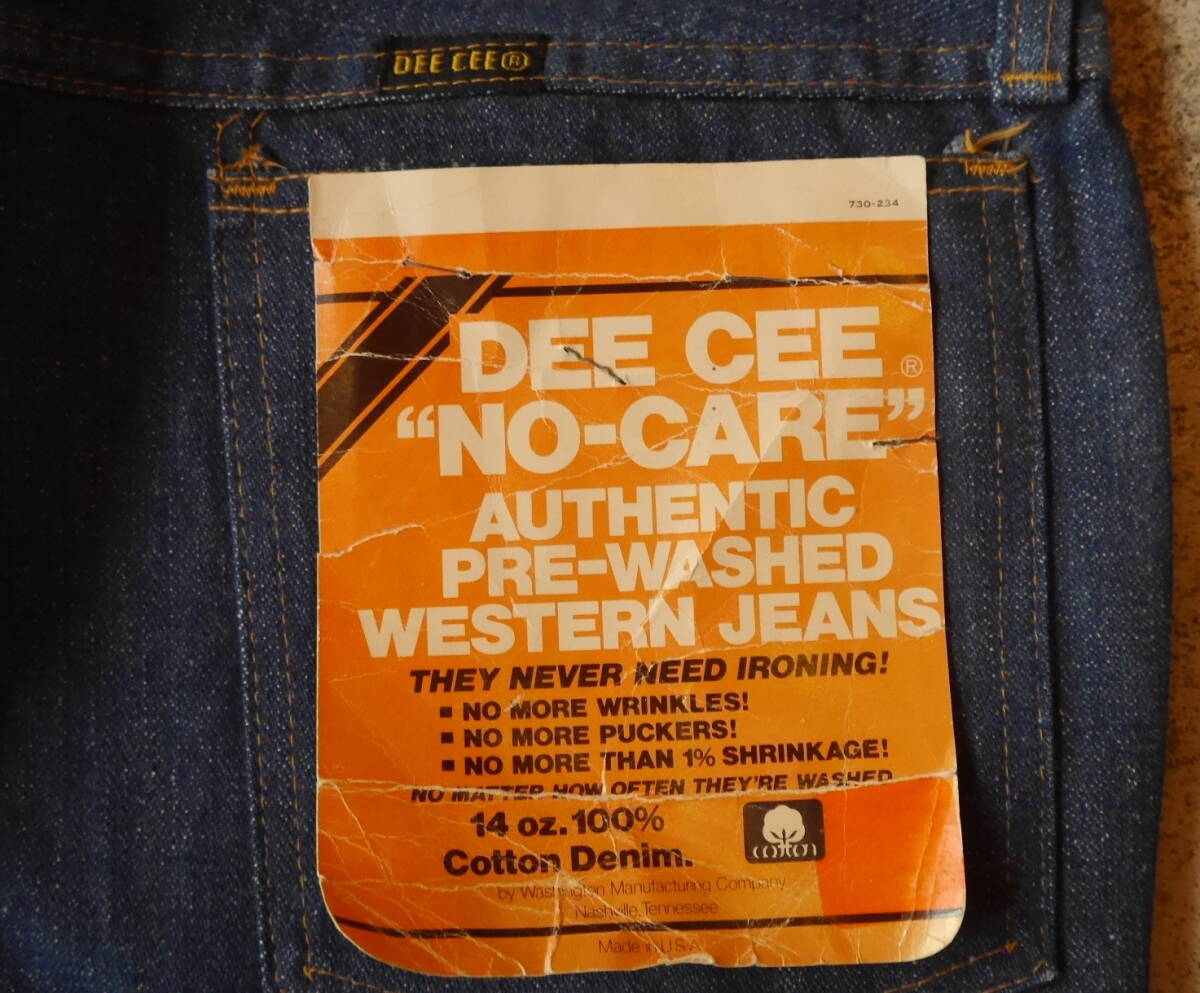 DEE CEE®
730-234
DEE CEE®
“NO-CARE”
AUTHENTIC
PRE-WASHED
WESTERN JEANS
THEY NEVER NEED IRONING!
▪ NO MORE WRINKLES!
▪ NO MORE PUCKERS!
▪ NO MORE THAN 1% SHRINKAGE!
NO MATTER HOW OFTEN THEY'RE WASHED
14 oz. 100%
Cotton Denim.
cotton
by Washington Manufacturing Company
Nashville, Tennessee
Made in U.S.A.